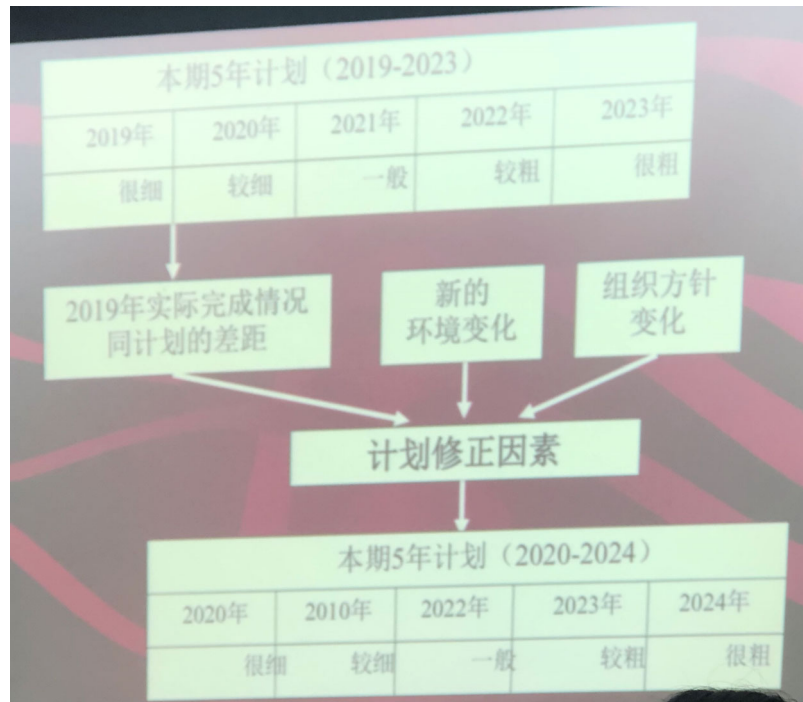 本期5年计划（2019-2023）
2019年 2020年 2021年 2022年 2023年
很细 较细 一般 较粗 很粗
2019年实际完成情况
同计划的差距
新的
环境变化
组织方针
变化
计划修正因素
本期5年计划（2020-2024）
2020年 2010年 2022年 2023年 2024年
很细 较细 一般 较粗 很粗